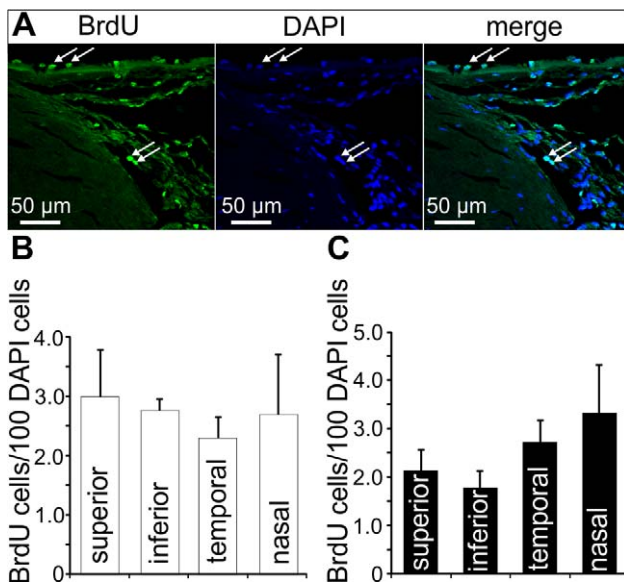 A BrdU DAPI merge
50 µm 50 µm 50 µm
B
BrdU cells/100 DAPI cells
4.0
3.0
2.0
1.0
0
superior inferior temporal nasal
C
BrdU cells/100 DAPI cells
5.0
4.0
3.0
2.0
1.0
0
superior inferior temporal nasal